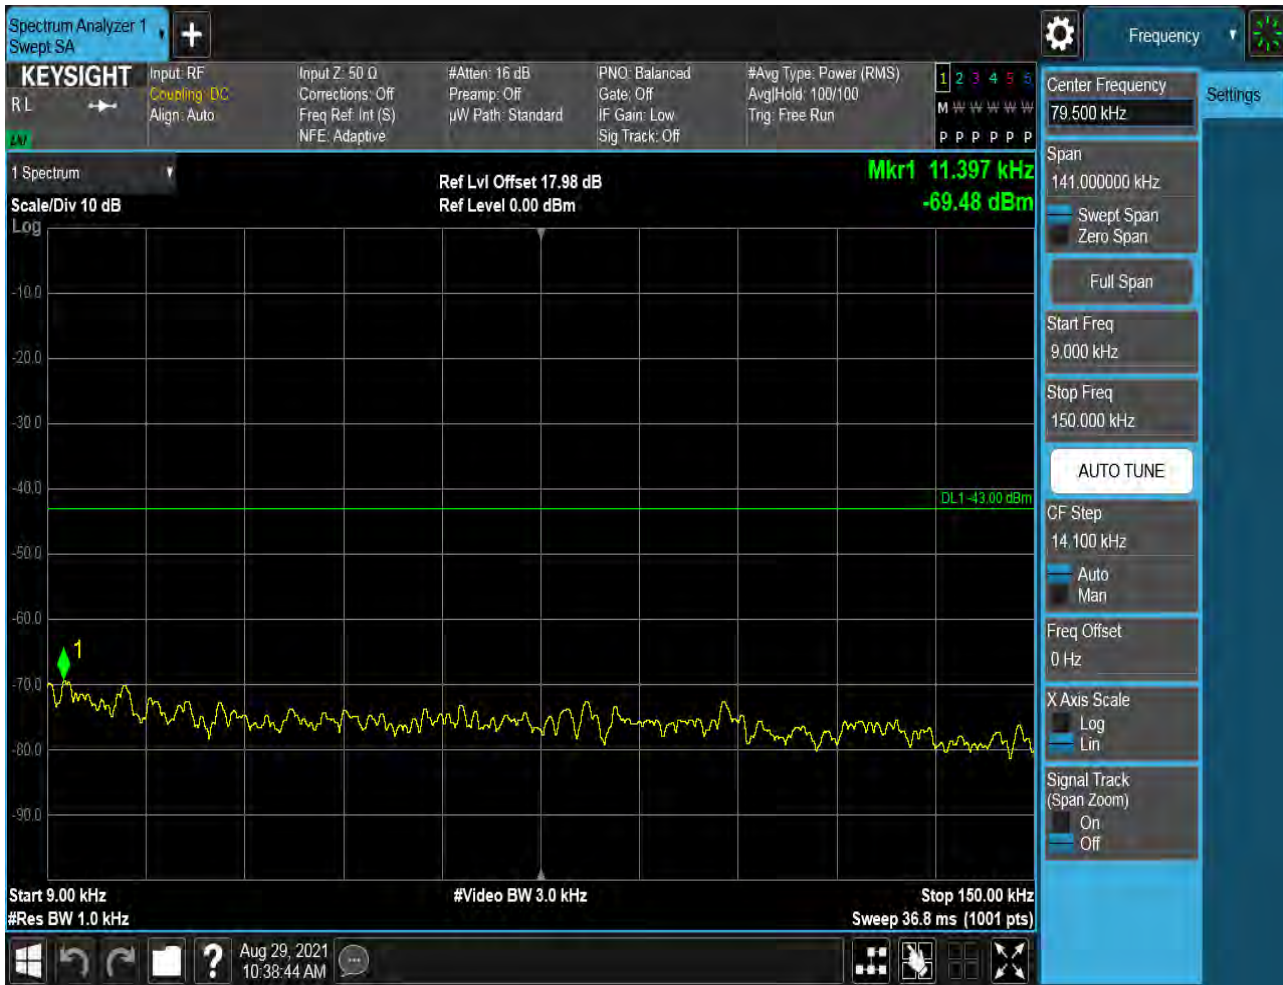 Spectrum Analyzer 1
Swept SA
Frequency
KEYSIGHT
R L
LXI
Input: RF
Coupling: DC
Align: Auto
Input Z: 50 Ω
Corrections: Off
Freq Ref: Int (S)
NFE: Adaptive
#Atten: 16 dB
Preamp: Off
µW Path: Standard
PNO: Balanced
Gate: Off
IF Gain: Low
Sig Track: Off
#Avg Type: Power (RMS)
Avg|Hold: 100/100
Trig: Free Run
1 2 3 4 5 6
M W W W W W
P P P P P P
1 Spectrum
Scale/Div 10 dB
Log
Ref Lvl Offset 17.98 dB
Ref Level 0.00 dBm
Mkr1 11.397 kHz
-69.48 dBm
-10.0
-20.0
-30.0
-40.0
DL1 -43.00 dBm
-50.0
-60.0
1
-70.0
-80.0
-90.0
Start 9.00 kHz
#Res BW 1.0 kHz
#Video BW 3.0 kHz
Stop 150.00 kHz
Sweep 36.8 ms (1001 pts)
Aug 29, 2021
10:38:44 AM
Center Frequency
79.500 kHz
Settings
Span
141.000000 kHz
Swept Span
Zero Span
Full Span
Start Freq
9.000 kHz
Stop Freq
150.000 kHz
AUTO TUNE
CF Step
14.100 kHz
Auto
Man
Freq Offset
0 Hz
X Axis Scale
Log
Lin
Signal Track
(Span Zoom)
On
Off